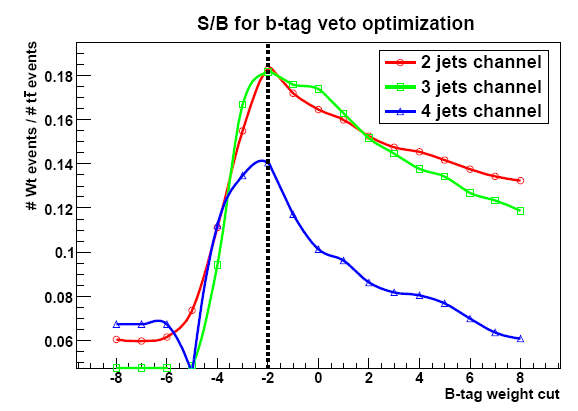 S/B for b-tag veto optimization
# Wt events / # tt̄ events
2 jets channel
3 jets channel
4 jets channel
0.18
0.16
0.14
0.12
0.1
0.08
0.06
-8 -6 -4 -2 0 2 4 6 8
B-tag weight cut